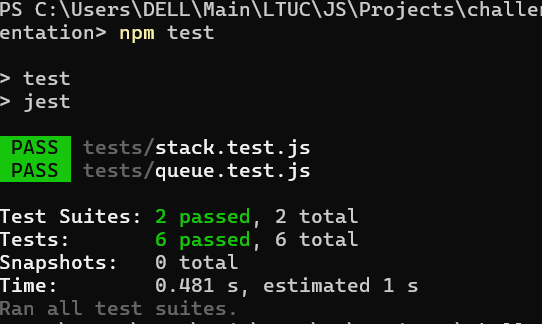 PS C:\Users\DELL\Main\LTUC\JS\Projects\challen
entation> npm test
> test
> jest
PASS tests/stack.test.js
PASS tests/queue.test.js
Test Suites: 2 passed, 2 total
Tests: 6 passed, 6 total
Snapshots: 0 total
Time: 0.481 s, estimated 1 s
Ran all test suites.